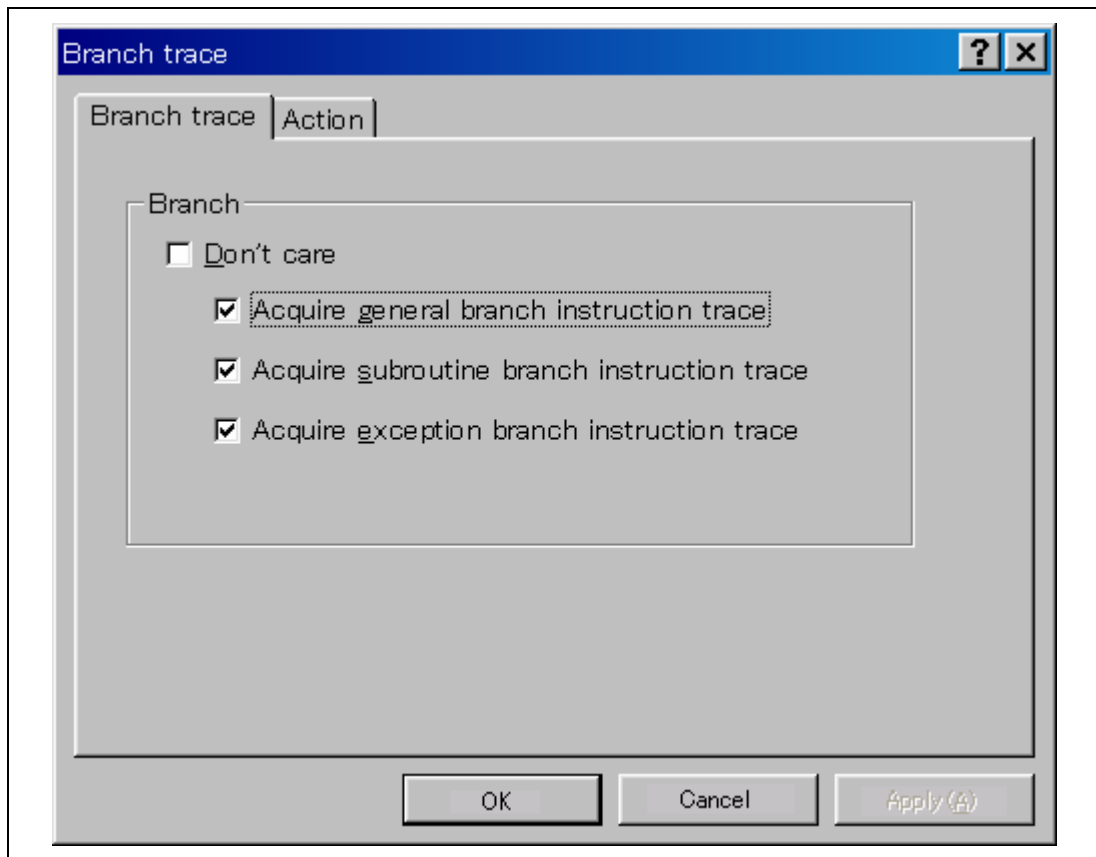 Branch trace
Branch trace Action
Branch
Don't care
Acquire general branch instruction trace
Acquire subroutine branch instruction trace
Acquire exception branch instruction trace
OK Cancel Apply (A)